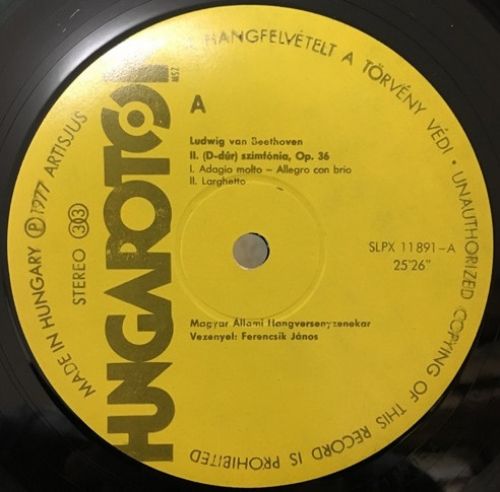 MADE IN HUNGARY Ⓟ 1977 ARTISJUS
HANGFELVÉTELT A TÖRVÉNY VÉDI • UNAUTHORIZED COPYING OF THIS RECORD IS PROHIBITED
STEREO 33
HUNGAROTON
MSZ
A
Ludwig van Beethoven
II. (D-dúr) szimfónia, Op. 36
I. Adagio molto – Allegro con brio
II. Larghetto
SLPX 11891-A
25'26"
Magyar Állami Hangversenyzenekar
Vezényel: Ferencsik János